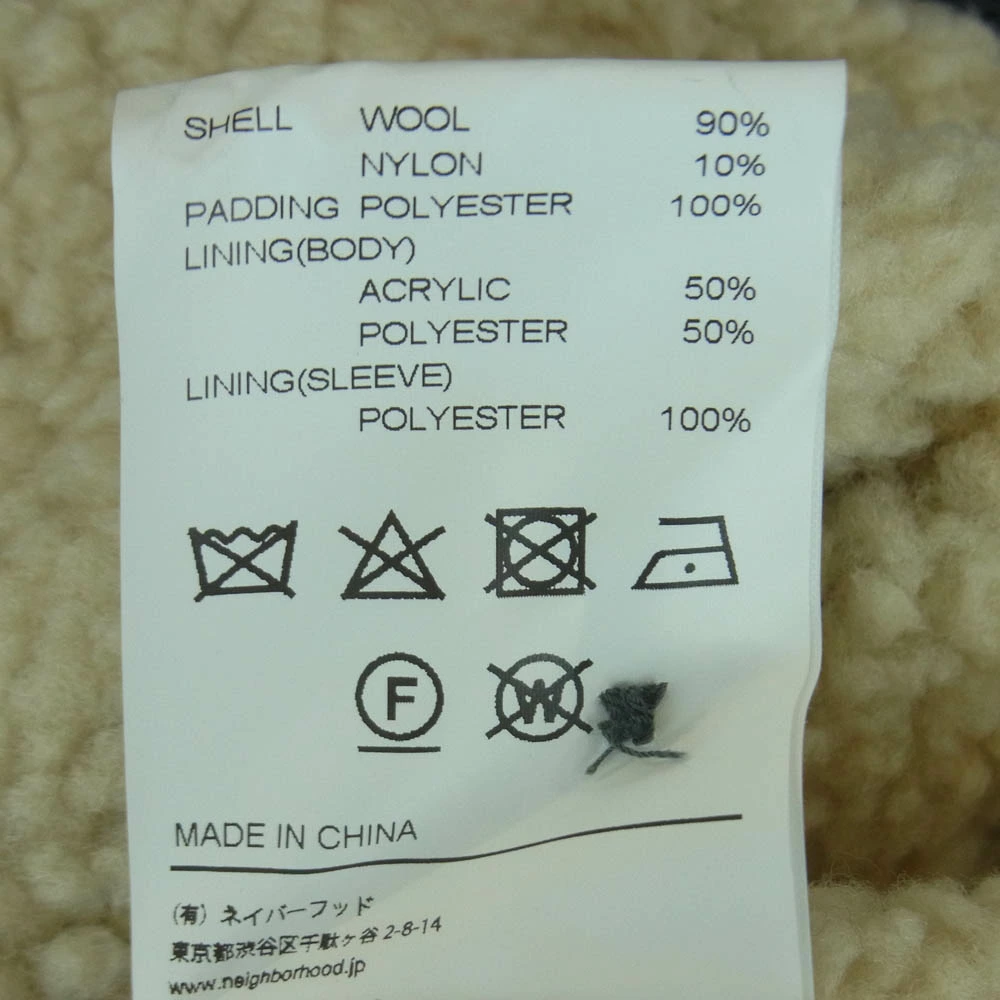 SHELL WOOL 90%
NYLON 10%
PADDING POLYESTER 100%
LINING(BODY)
ACRYLIC 50%
POLYESTER 50%
LINING(SLEEVE)
POLYESTER 100%
F W
MADE IN CHINA
(有) ネイバーフッド
東京都渋谷区千駄ヶ谷 2-8-14
www.neighborhood.jp